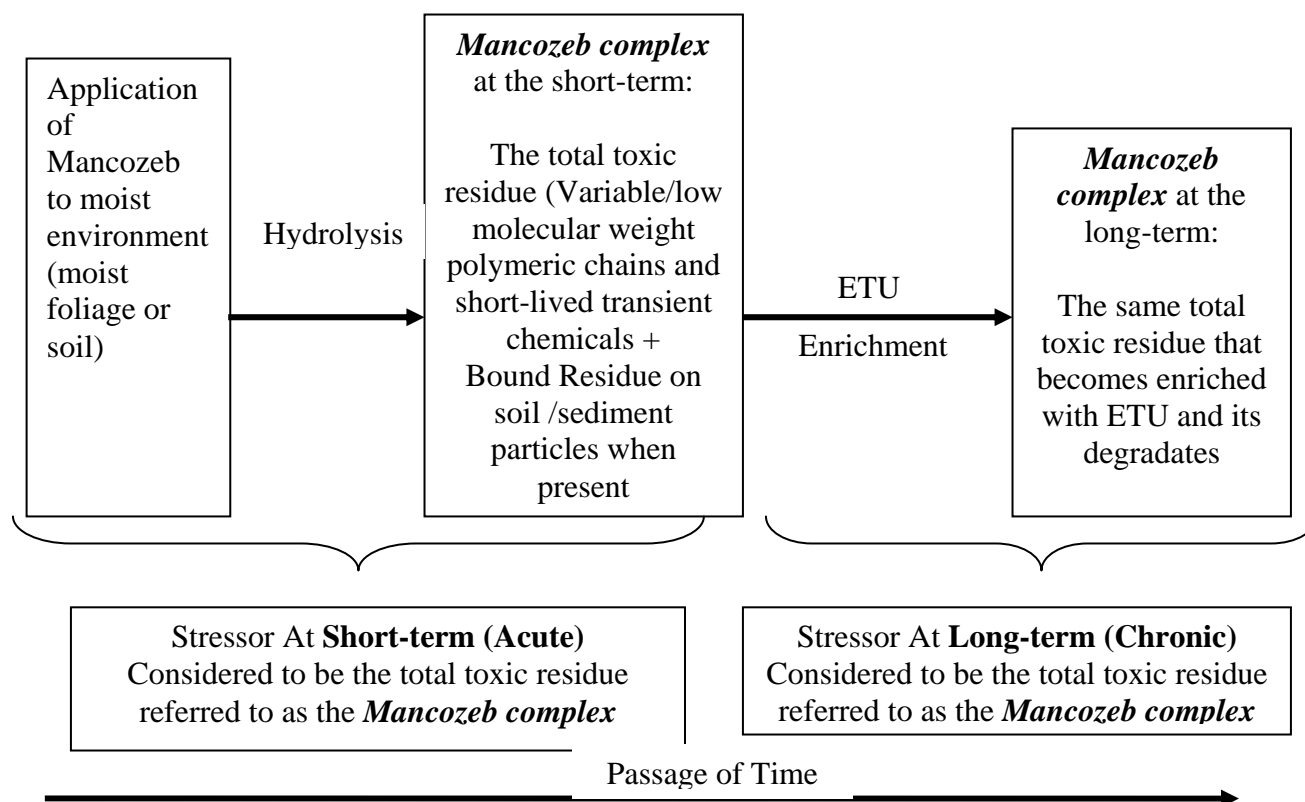 Application
of
Mancozeb
to moist
environment
(moist
foliage or
soil)
Hydrolysis
Mancozeb complex
at the short-term:
The total toxic
residue (Variable/low
molecular weight
polymeric chains and
short-lived transient
chemicals +
Bound Residue on
soil /sediment
particles when
present
ETU
Enrichment
Mancozeb
complex at the
long-term:
The same total
toxic residue that
becomes enriched
with ETU and its
degradates
Stressor At Short-term (Acute)
Considered to be the total toxic residue
referred to as the Mancozeb complex
Stressor At Long-term (Chronic)
Considered to be the total toxic residue
referred to as the Mancozeb complex
Passage of Time